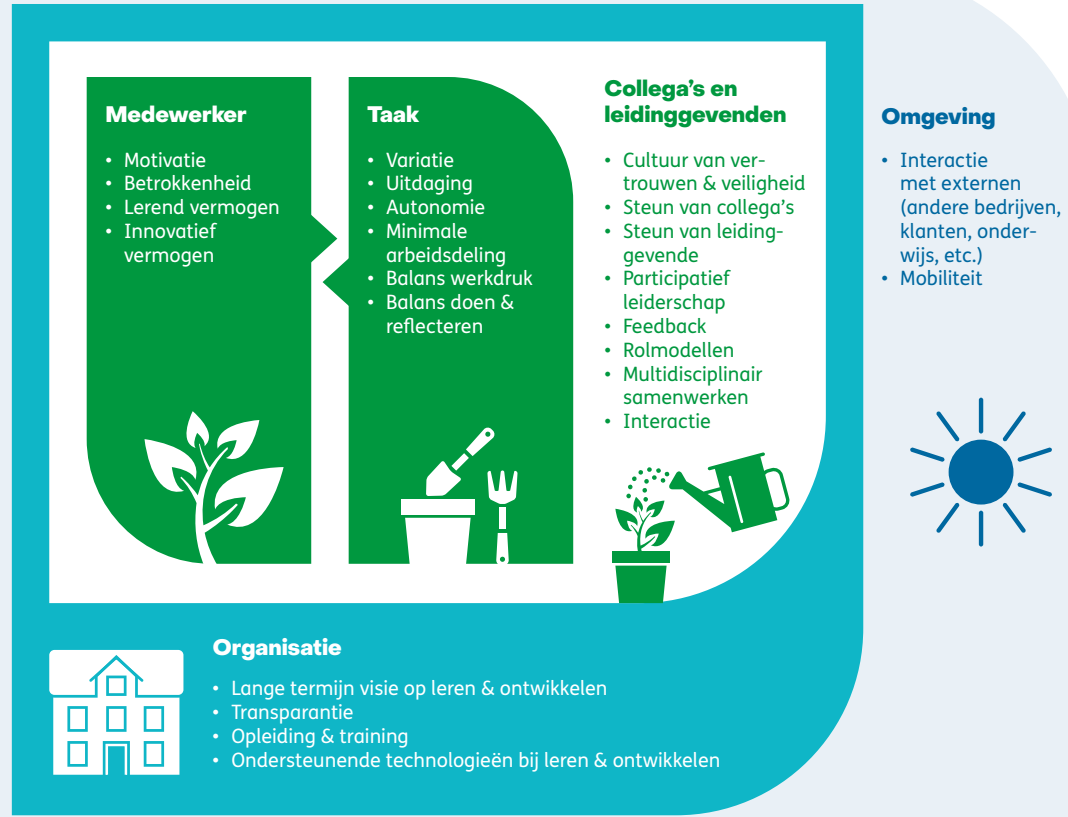 Medewerker
• Motivatie
• Betrokkenheid
• Lerend vermogen
• Innovatief
vermogen
Taak
• Variatie
• Uitdaging
• Autonomie
• Minimale
arbeidsdeling
• Balans werkdruk
• Balans doen &
reflecteren
Collega’s en
leidinggevenden
• Cultuur van ver-
trouwen & veiligheid
• Steun van collega’s
• Steun van leiding-
gevende
• Participatief
leiderschap
• Feedback
• Rolmodellen
• Multidisciplinair
samenwerken
• Interactie
Omgeving
• Interactie
met externen
(andere bedrijven,
klanten, onder-
wijs, etc.)
• Mobiliteit
Organisatie
• Lange termijn visie op leren & ontwikkelen
• Transparantie
• Opleiding & training
• Ondersteunende technologieën bij leren & ontwikkelen